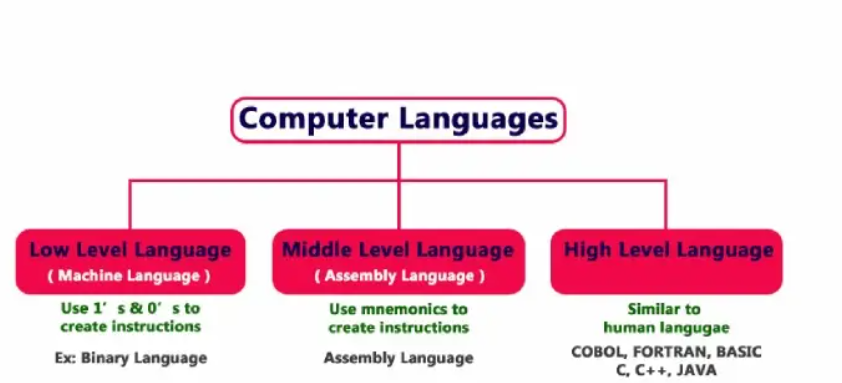 Computer Languages
Low Level Language
( Machine Language )
Use 1's & 0's to
create instructions
Ex: Binary Language
Middle Level Language
( Assembly Language )
Use mnemonics to
create instructions
Assembly Language
High Level Language
Similar to
human langugae
COBOL, FORTRAN, BASIC
C, C++, JAVA